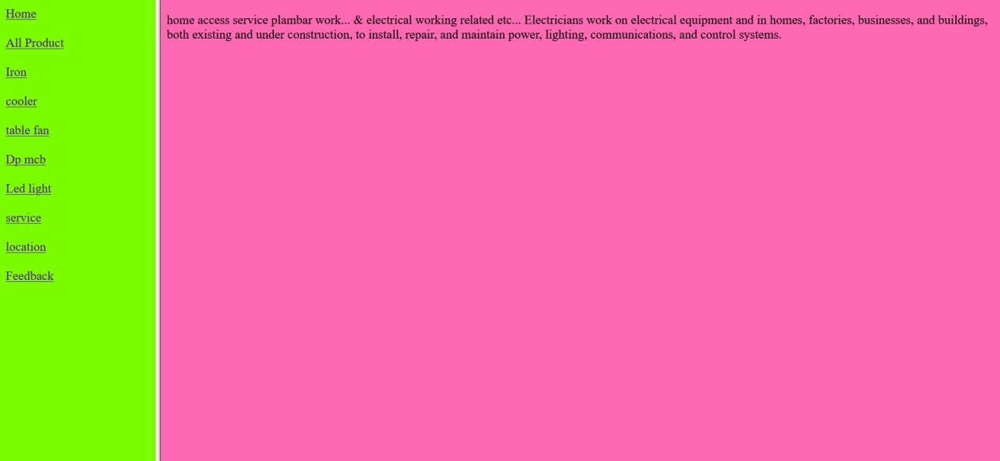 Home
All Product
Iron
cooler
table fan
Dp mcb
Led light
service
location
Feedback
home access service plambar work... & electrical working related etc... Electricians work on electrical equipment and in homes, factories, businesses, and buildings,
both existing and under construction, to install, repair, and maintain power, lighting, communications, and control systems.